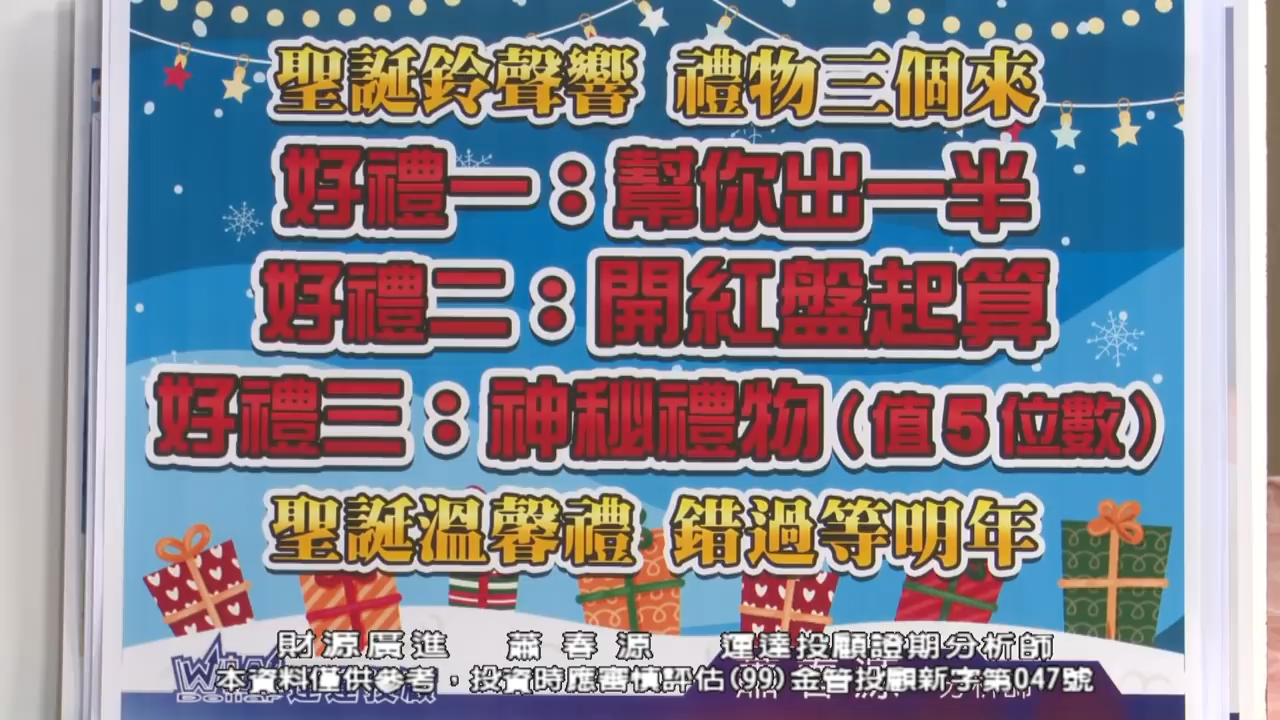 聖誕鈴聲響 禮物三個來
好禮一:幫你出一半
好禮二:開紅盤起算
好禮三:神秘禮物(值5位數)
聖誕溫馨禮 錯過等明年
財源廣進 蕭春源 運達投顧證期分析師
本資料僅供參考,投資時應審慎評估(99)金管投顧新字第047號